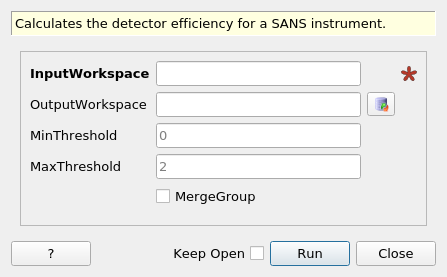 Calculates the detector efficiency for a SANS instrument.
InputWorkspace
OutputWorkspace
MinThreshold 0
MaxThreshold 2
MergeGroup
? Keep Open Run Close